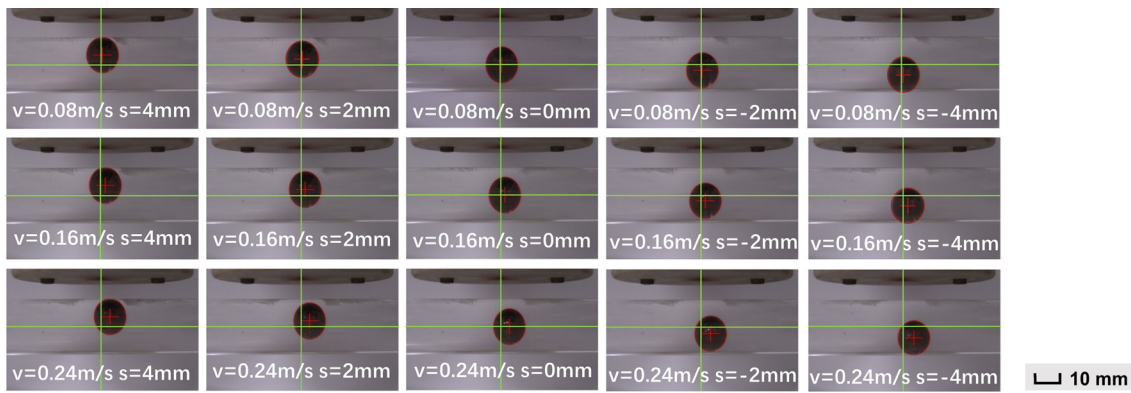 v=0.08m/s s=4mm
v=0.08m/s s=2mm
v=0.08m/s s=0mm
v=0.08m/s s=-2mm
v=0.08m/s s=-4mm
v=0.16m/s s=4mm
v=0.16m/s s=2mm
v=0.16m/s s=0mm
v=0.16m/s s=-2mm
v=0.16m/s s=-4mm
v=0.24m/s s=4mm
v=0.24m/s s=2mm
v=0.24m/s s=0mm
v=0.24m/s s=-2mm
v=0.24m/s s=-4mm
10 mm